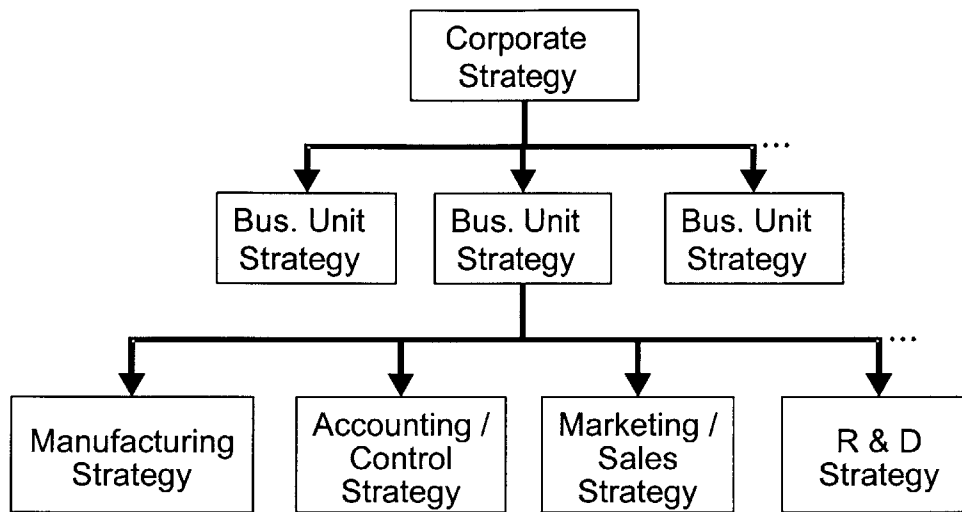 Corporate
Strategy
...
Bus. Unit
Strategy
Bus. Unit
Strategy
Bus. Unit
Strategy
...
Manufacturing
Strategy
Accounting /
Control
Strategy
Marketing /
Sales
Strategy
R & D
Strategy